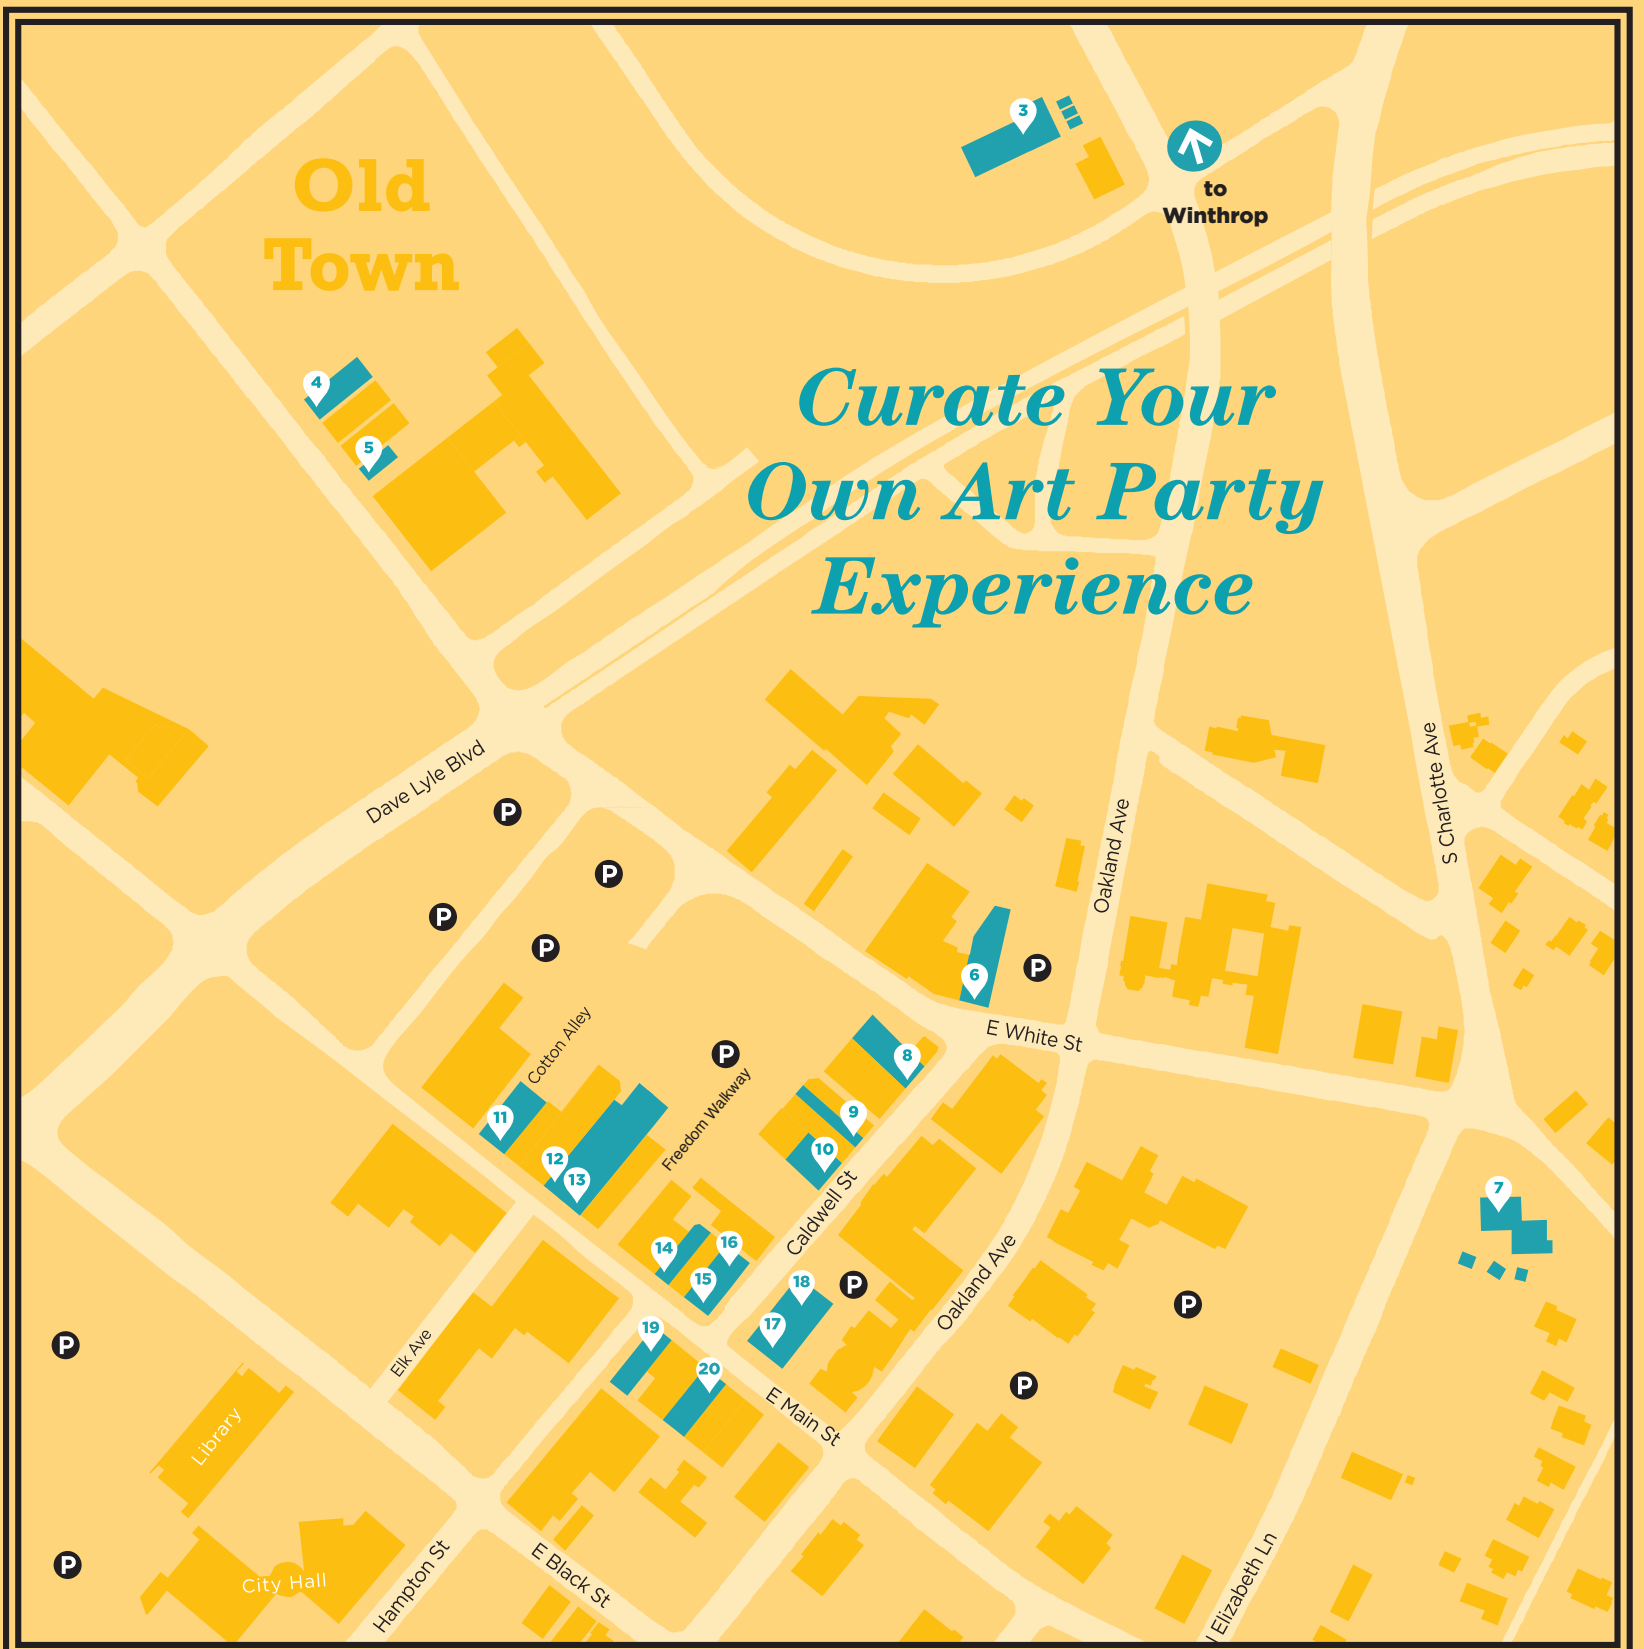 3
to
Winthrop
Old
Town
4
5
Curate Your
Own Art Party
Experience
Dave Lyle Blvd
S Charlotte Ave
Oakland Ave
P
P
P
P
P
6
E White St
Cotton Alley
P
Freedom Walkway
8
9
10
11
12
13
7
Caldwell St
14
16
15
18
17
P
Oakland Ave
P
P
P
19
20
Elk Ave
E Main St
Library
City Hall
P
Hampton St
E Black St
Elizabeth Ln